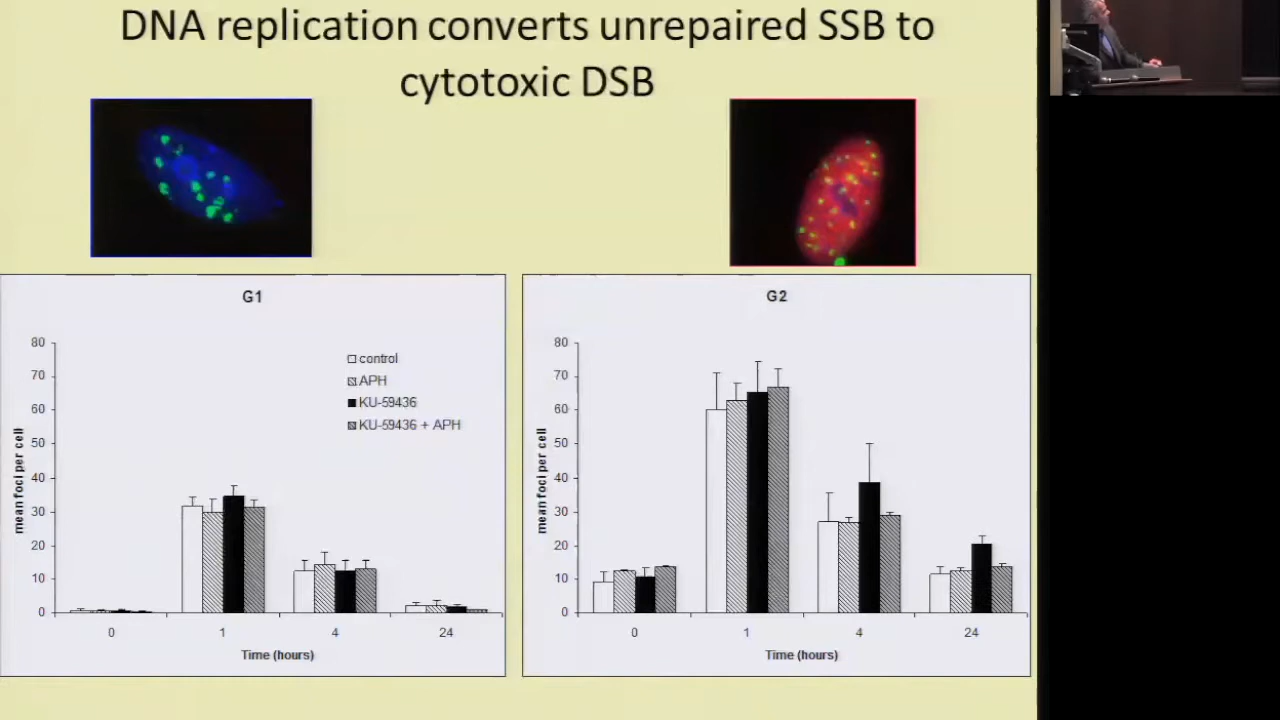 DNA replication converts unrepaired SSB to
cytotoxic DSB
G1
80
70
60
50
40
30
20
10
0
mean foci per cell
control
APH
KU-59436
KU-59436 + APH
0 1 4 24
Time (hours)
G2
80
70
60
50
40
30
20
10
0
mean foci per cell
0 1 4 24
Time (hours)